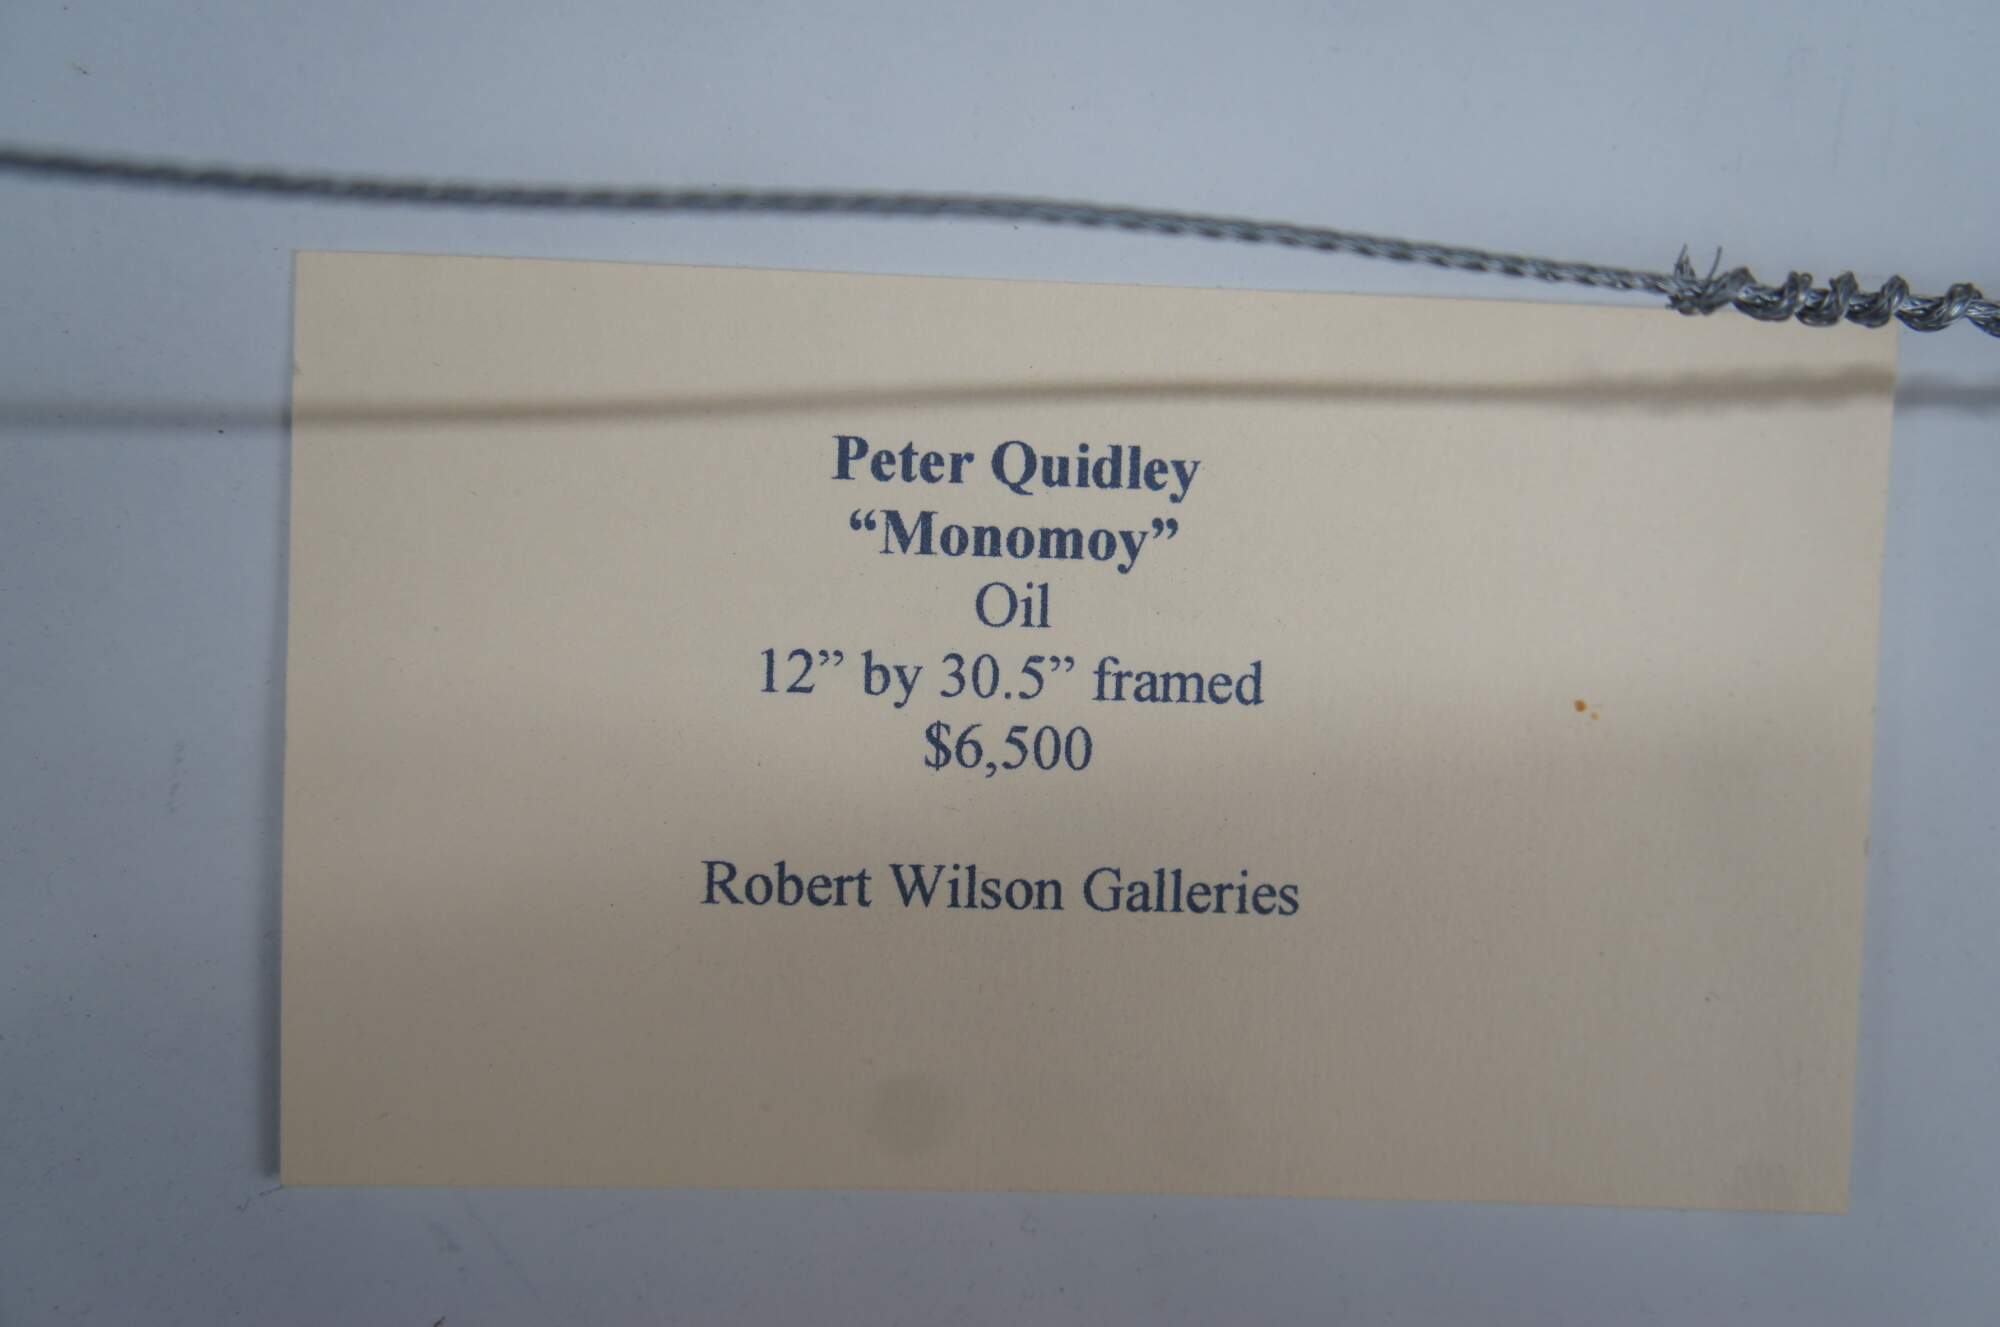 Peter Quidley
“Monomoy”
Oil
12” by 30.5” framed
$6,500
Robert Wilson Galleries